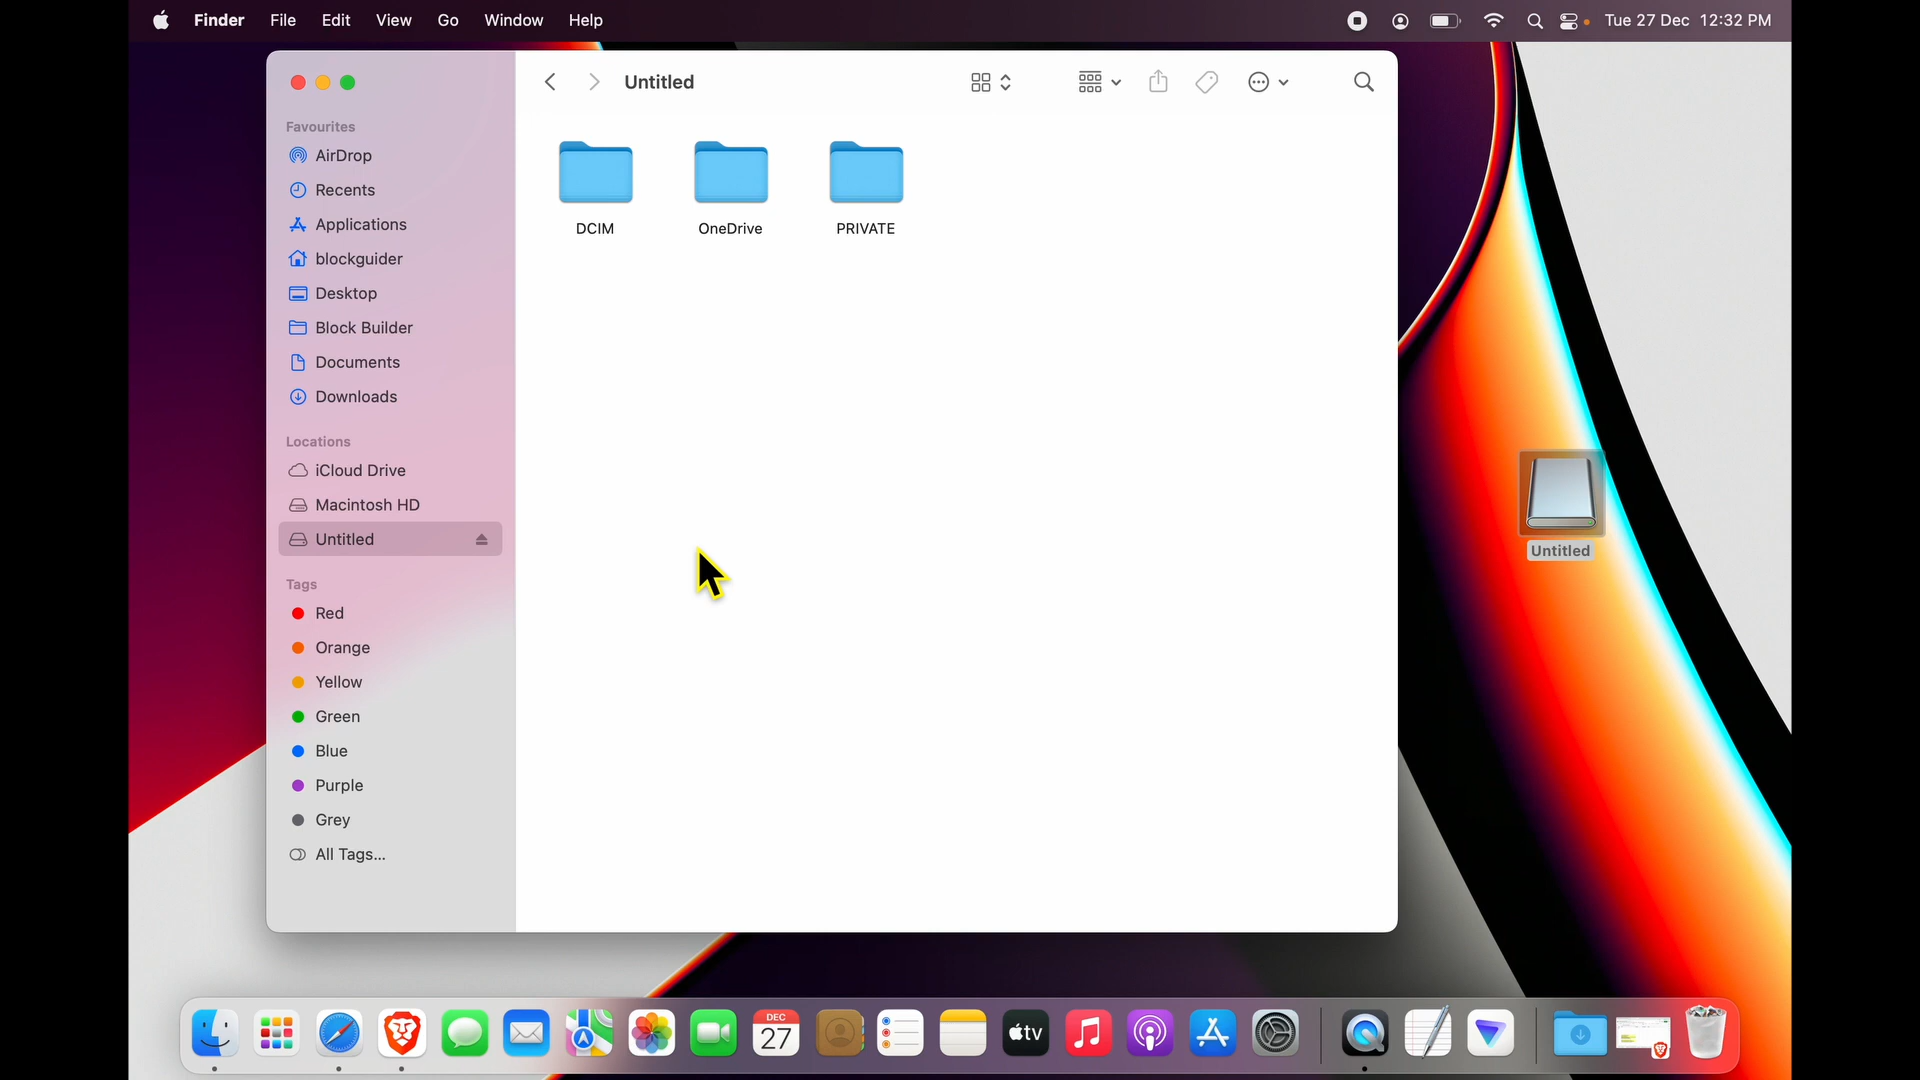 Finder File Edit View Go Window Help Tue 27 Dec 12:32 PM
Untitled
Favourites
AirDrop
Recents
Applications
blockguider
Desktop
Block Builder
Documents
Downloads
Locations
iCloud Drive
Macintosh HD
Untitled
Tags
Red
Orange
Yellow
Green
Blue
Purple
Grey
All Tags...
DCIM OneDrive PRIVATE
Untitled
DEC
27
tv